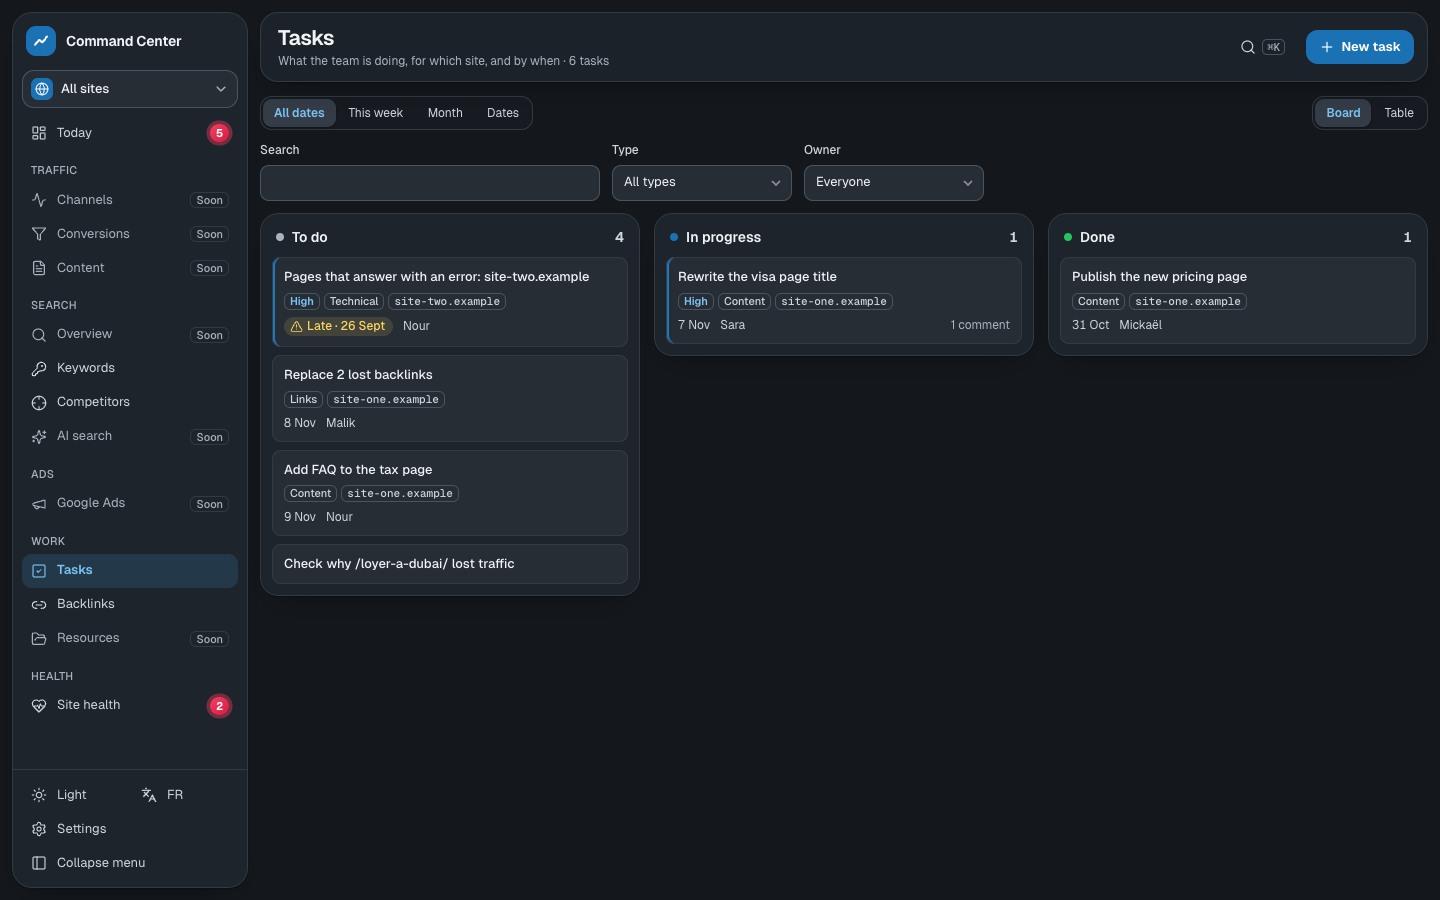 Command Center
All sites
Today 5
TRAFFIC
Channels Soon
Conversions Soon
Content Soon
SEARCH
Overview Soon
Keywords
Competitors
AI search Soon
ADS
Google Ads Soon
WORK
Tasks
Backlinks
Resources Soon
HEALTH
Site health 2
Light FR
Settings
Collapse menu
Tasks
What the team is doing, for which site, and by when · 6 tasks
⌘K
New task
All dates This week Month Dates
Board Table
Search Type Owner
All types Everyone
To do 4
Pages that answer with an error: site-two.example
High Technical site-two.example
Late · 26 Sept Nour
Replace 2 lost backlinks
Links site-one.example
8 Nov Malik
Add FAQ to the tax page
Content site-one.example
9 Nov Nour
Check why /loyer-a-dubai/ lost traffic
In progress 1
Rewrite the visa page title
High Content site-one.example
7 Nov Sara 1 comment
Done 1
Publish the new pricing page
Content site-one.example
31 Oct Mickaël